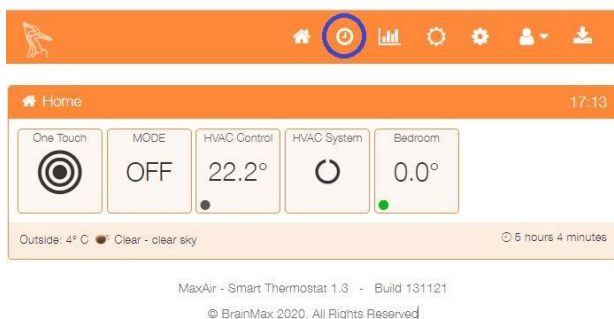 Home 17:13
One Touch MODE HVAC Control HVAC System Bedroom
OFF 22.2° 0.0°
Outside: 4° C Clear - clear sky 5 hours 4 minutes
MaxAir - Smart Thermostat 1.3 - Build 131121
© BrainMax 2020. All Rights Reserved